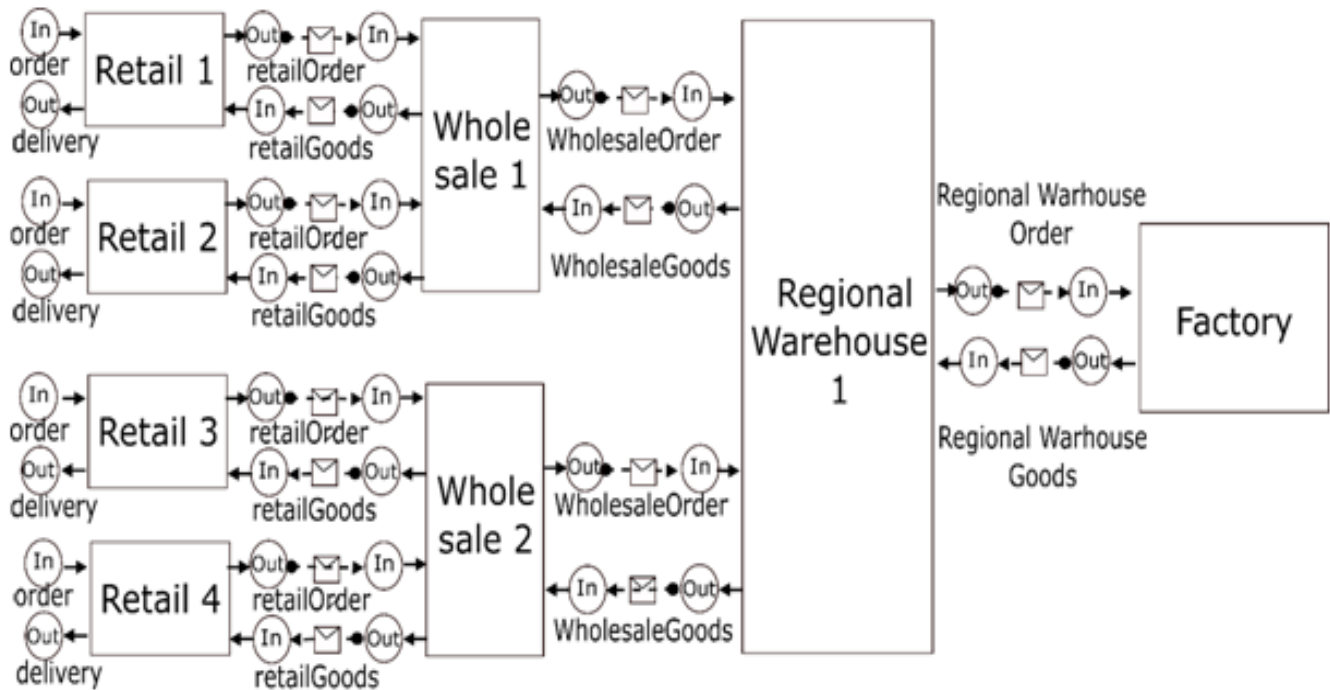 In
order
Out
delivery
Retail 1
Out
In
retailOrder
In
Out
retailGoods
In
order
Out
delivery
Retail 2
Out
In
retailOrder
In
Out
retailGoods
Whole
sale 1
Out
In
WholesaleOrder
In
Out
WholesaleGoods
In
order
Out
delivery
Retail 3
Out
In
retailOrder
In
Out
retailGoods
In
order
Out
delivery
Retail 4
Out
In
retailOrder
In
Out
retailGoods
Whole
sale 2
Out
In
WholesaleOrder
In
Out
WholesaleGoods
Regional
Warehouse
1
Regional Warhouse
Order
Out
In
In
Out
Regional Warhouse
Goods
Factory